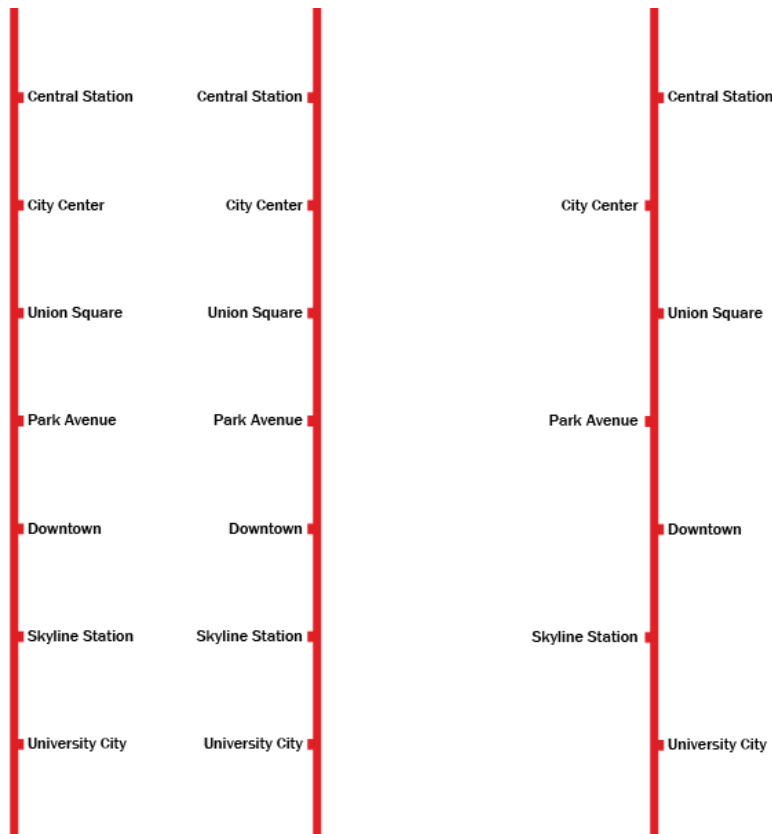 Central Station Central Station Central Station
City Center City Center City Center
Union Square Union Square Union Square
Park Avenue Park Avenue Park Avenue
Downtown Downtown Downtown
Skyline Station Skyline Station Skyline Station
University City University City University City